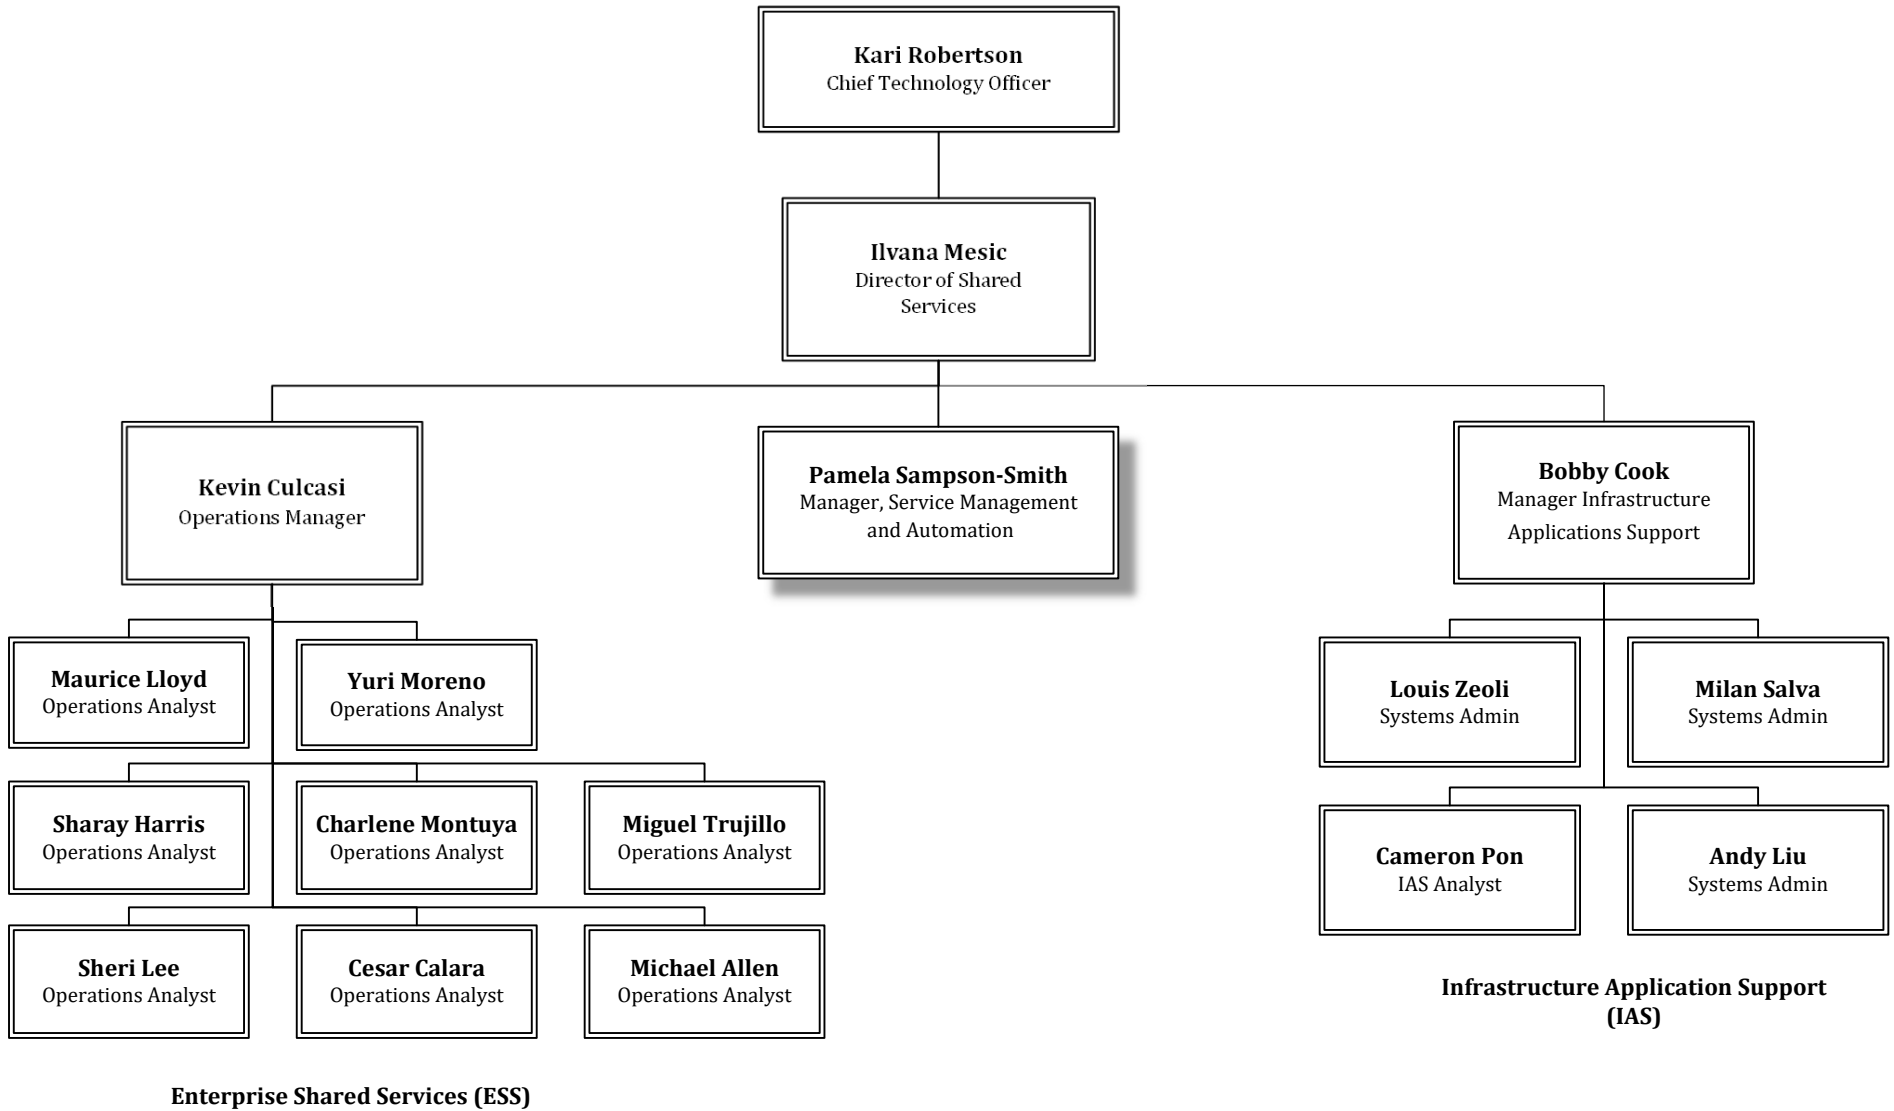 Kari Robertson
Chief Technology Officer
Ilvana Mesic
Director of Shared
Services
Kevin Culcasi
Operations Manager
Pamela Sampson-Smith
Manager, Service Management
and Automation
Bobby Cook
Manager Infrastructure
Applications Support
Maurice Lloyd
Operations Analyst
Yuri Moreno
Operations Analyst
Louis Zeoli
Systems Admin
Milan Salva
Systems Admin
Sharay Harris
Operations Analyst
Charlene Montuya
Operations Analyst
Miguel Trujillo
Operations Analyst
Cameron Pon
IAS Analyst
Andy Liu
Systems Admin
Sheri Lee
Operations Analyst
Cesar Calara
Operations Analyst
Michael Allen
Operations Analyst
Infrastructure Application Support
(IAS)
Enterprise Shared Services (ESS)